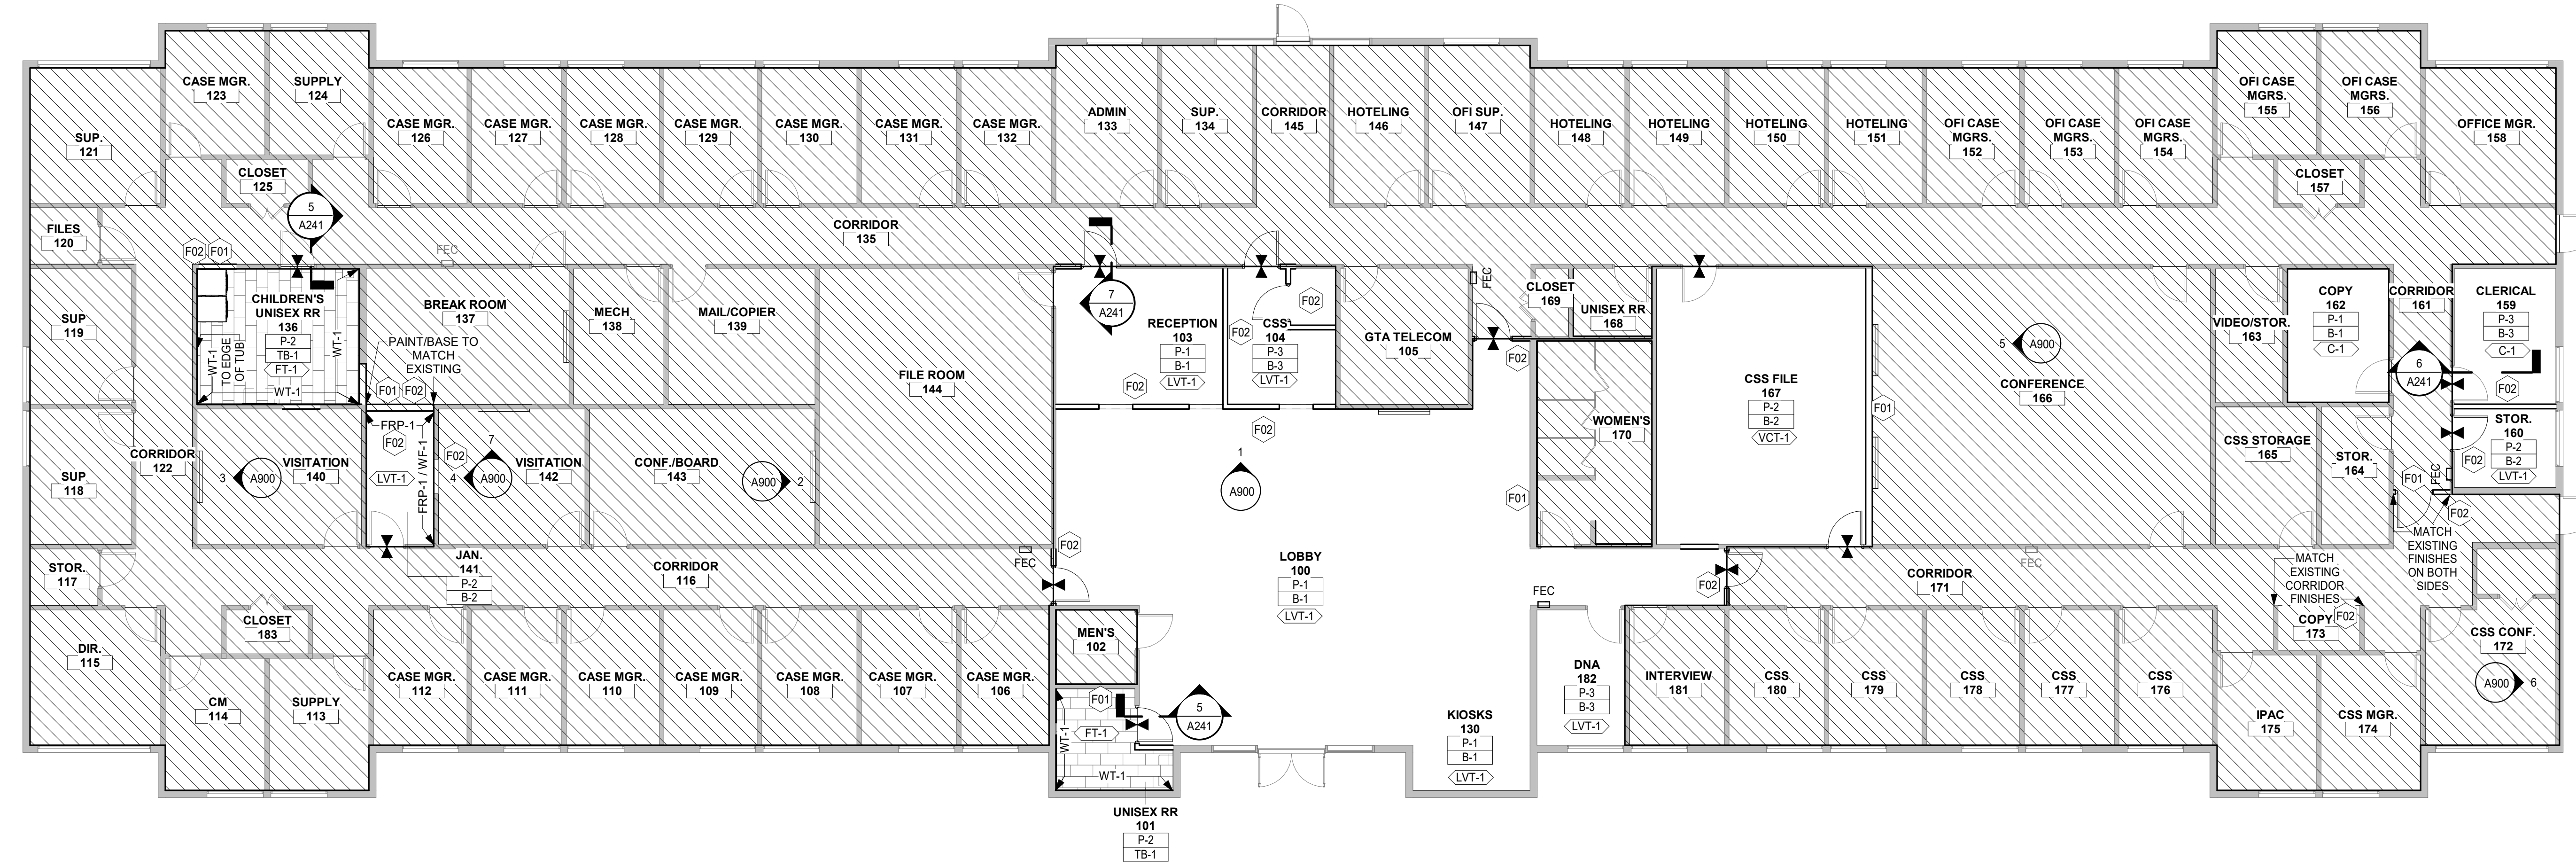 CASE MGR.
123
SUPPLY
124
SUP.
121
CASE MGR.
126
CASE MGR.
127
CASE MGR.
128
CASE MGR.
129
CASE MGR.
130
CASE MGR.
131
CASE MGR.
132
ADMIN
133
SUP.
134
CORRIDOR
145
HOTELING
146
OFI SUP.
147
HOTELING
148
HOTELING
149
HOTELING
150
HOTELING
151
OFI CASE
MGRS.
152
OFI CASE
MGRS.
153
OFI CASE
MGRS.
154
OFI CASE
MGRS.
155
OFI CASE
MGRS.
156
OFFICE MGR.
158
CLOSET
125
CLOSET
157
5
A241
FILES
120
CORRIDOR
135
F02
F01
FEC
CHILDREN'S
UNISEX RR
136
P-2
TB-1
FT-1
WT-1
TO EDGE
OF TUB
WT-1
WT-1
BREAK ROOM
137
PAINT/BASE TO
MATCH
EXISTING
F01
F02
MECH
138
MAIL/COPIER
139
FILE ROOM
144
7
A241
RECEPTION
103
P-1
B-1
LVT-1
F02
CSS
104
P-3
B-3
LVT-1
F02
F02
GTA TELECOM
105
FEC
F02
CLOSET
169
UNISEX RR
168
CSS FILE
167
P-2
B-2
VCT-1
5
A900
CONFERENCE
166
F01
VIDEO/STOR.
163
COPY
162
P-1
B-1
C-1
CORRIDOR
161
CLERICAL
159
P-3
B-3
C-1
6
A241
F02
SUP
119
SUP
118
CORRIDOR
122
3
A900
VISITATION
140
FRP-1
F02
LVT-1
FRP-1 / WF-1
F02
7
4
A900
VISITATION
142
CONF./BOARD
143
A900
2
F02
1
A900
WOMEN'S
170
F01
CSS STORAGE
165
STOR.
164
STOR.
160
P-2
B-2
LVT-1
F02
FEC
F01
F02
MATCH
EXISTING
FINISHES
ON BOTH
SIDES
STOR.
117
JAN.
141
P-2
B-2
CORRIDOR
116
FEC
F02
LOBBY
100
P-1
B-1
LVT-1
FEC
F02
CORRIDOR
171
FEC
MATCH
EXISTING
CORRIDOR
FINISHES
F02
COPY
173
DIR.
115
CLOSET
183
CM
114
SUPPLY
113
CASE MGR.
112
CASE MGR.
111
CASE MGR.
110
CASE MGR.
109
CASE MGR.
108
CASE MGR.
107
CASE MGR.
106
MEN'S
102
F01
WT-1
FT-1
WT-1
5
A241
UNISEX RR
101
P-2
TB-1
KIOSKS
130
P-1
B-1
LVT-1
DNA
182
P-3
B-3
LVT-1
INTERVIEW
181
CSS
180
CSS
179
CSS
178
CSS
177
CSS
176
IPAC
175
CSS MGR.
174
CSS CONF.
172
A900
6